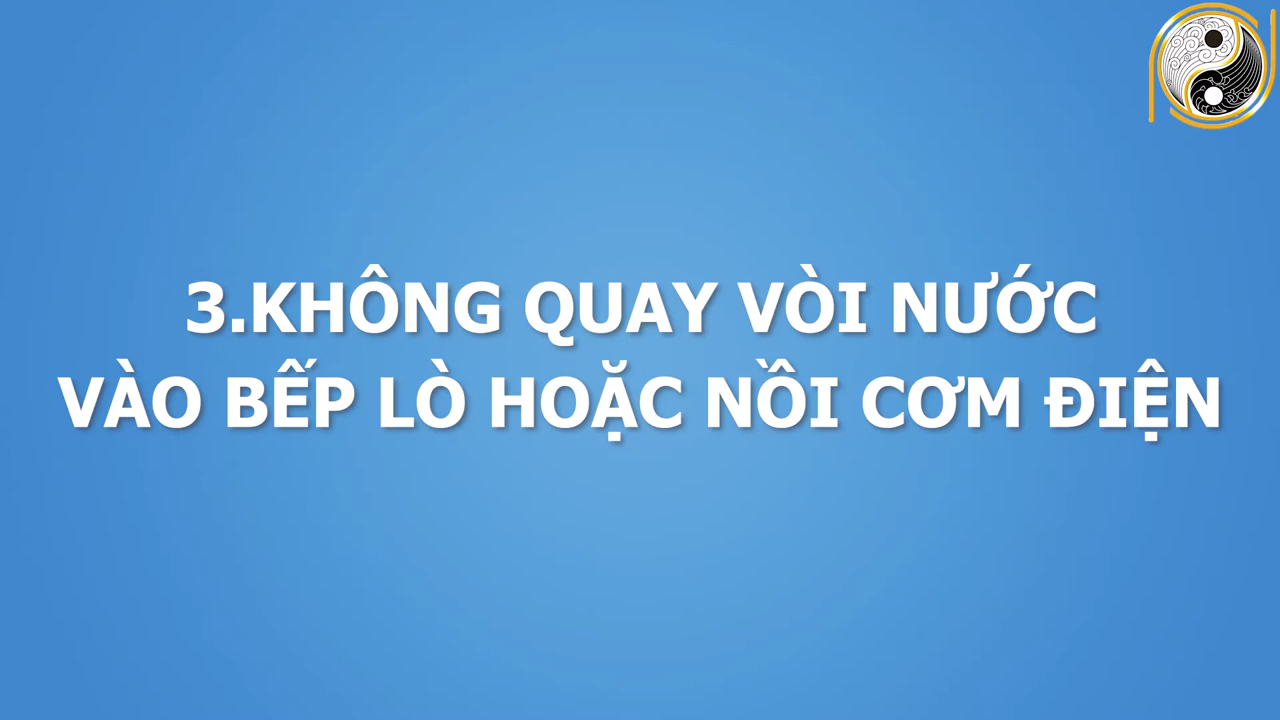 3.KHÔNG QUAY VÒI NƯỚC
VÀO BẾP LÒ HOẶC NỒI CƠM ĐIỆN